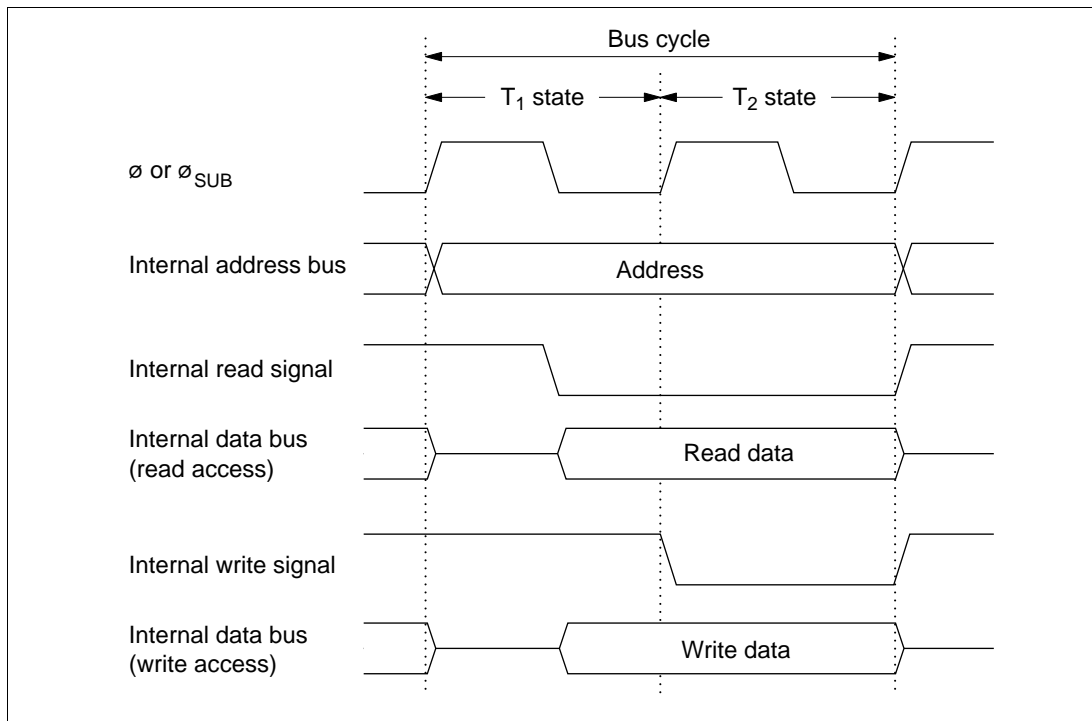 Bus cycle
T1 state
T2 state
ø or øSUB
Internal address bus
Address
Internal read signal
Internal data bus
(read access)
Read data
Internal write signal
Internal data bus
(write access)
Write data